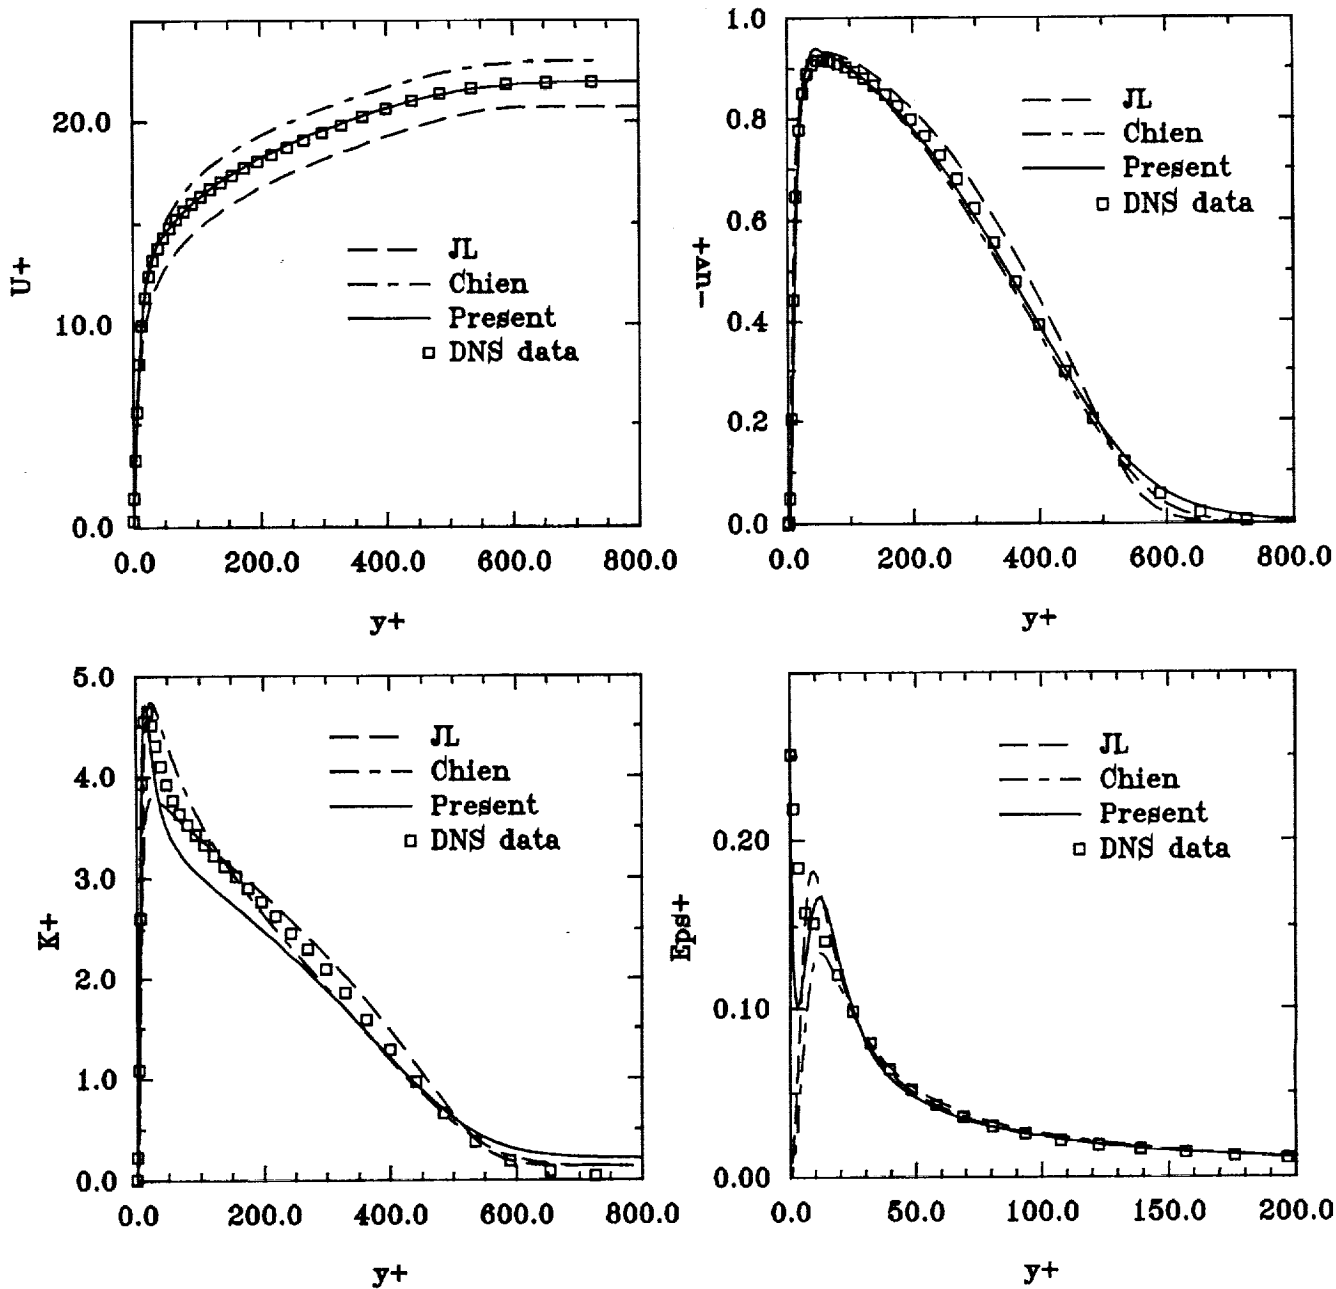 U+
20.0
10.0
0.0
JL
Chien
Present
DNS data
0.0 200.0 400.0 600.0 800.0
y+
-uv+
1.0
0.8
0.6
0.4
0.2
0.0
JL
Chien
Present
DNS data
0.0 200.0 400.0 600.0 800.0
y+
K+
5.0
4.0
3.0
2.0
1.0
0.0
JL
Chien
Present
DNS data
0.0 200.0 400.0 600.0 800.0
y+
Eps+
0.20
0.10
0.00
JL
Chien
Present
DNS data
0.0 50.0 100.0 150.0 200.0
y+